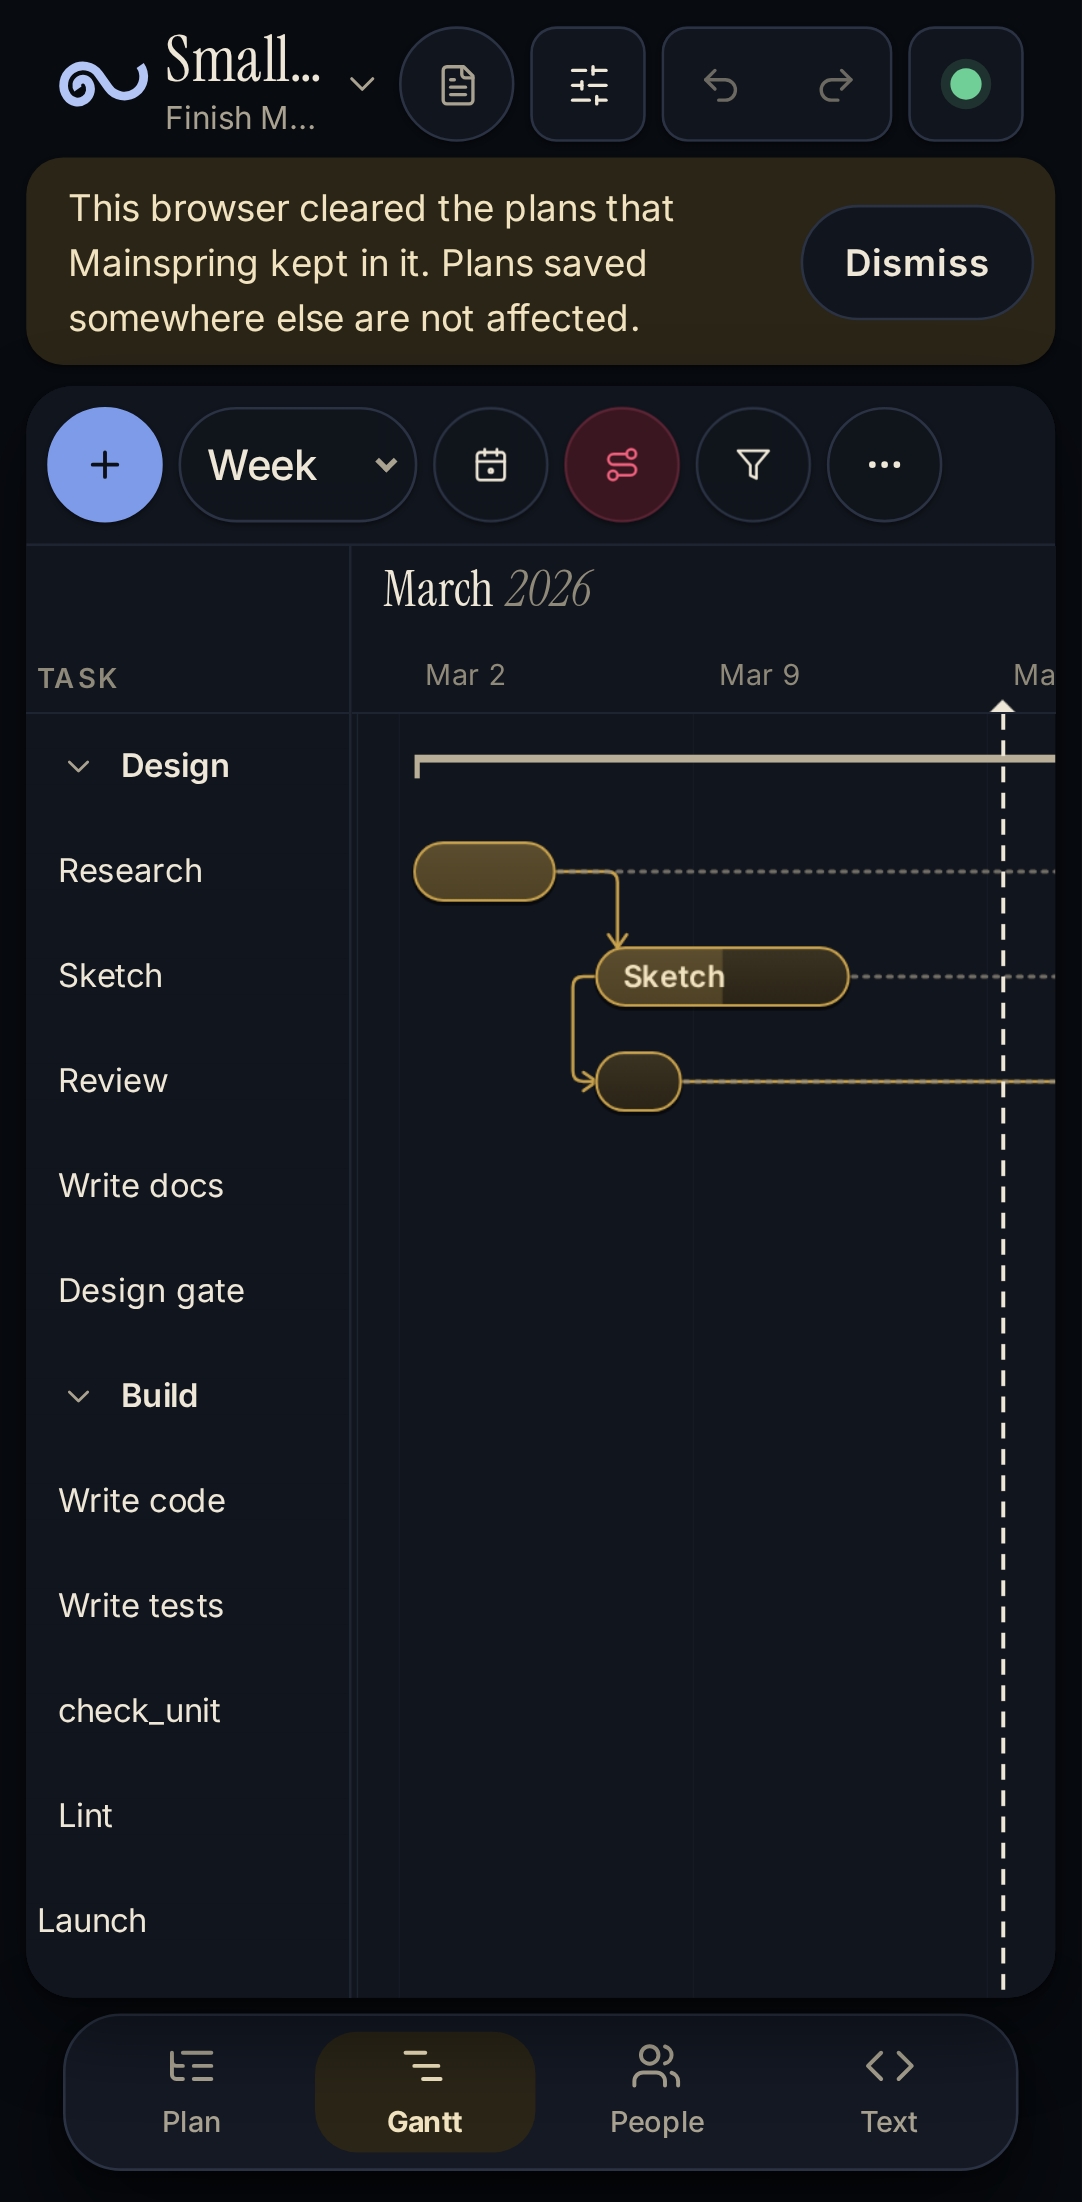 Small...
Finish M...
This browser cleared the plans that
Mainspring kept in it. Plans saved
somewhere else are not affected.
Dismiss
Week
March 2026
TASK
Mar 2
Mar 9
Ma
Design
Research
Sketch
Sketch
Review
Write docs
Design gate
Build
Write code
Write tests
check_unit
Lint
Launch
Plan
Gantt
People
Text